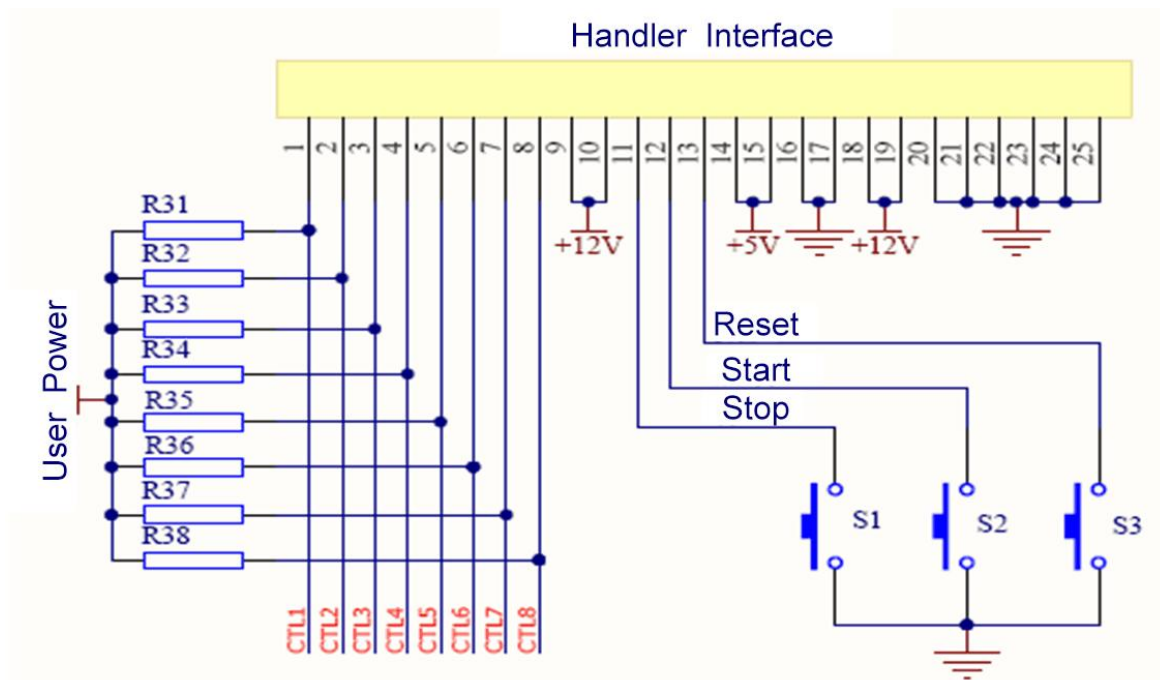 Handler Interface
1 2 3 4 5 6 7 8 9 10 11 12 13 14 15 16 17 18 19 20 21 22 23 24 25
+12V +5V +12V
R31
R32
R33
R34
R35
R36
R37
R38
User Power
Reset
Start
Stop
S1 S2 S3
CTL1 CTL2 CTL3 CTL4 CTL5 CTL6 CTL7 CTL8